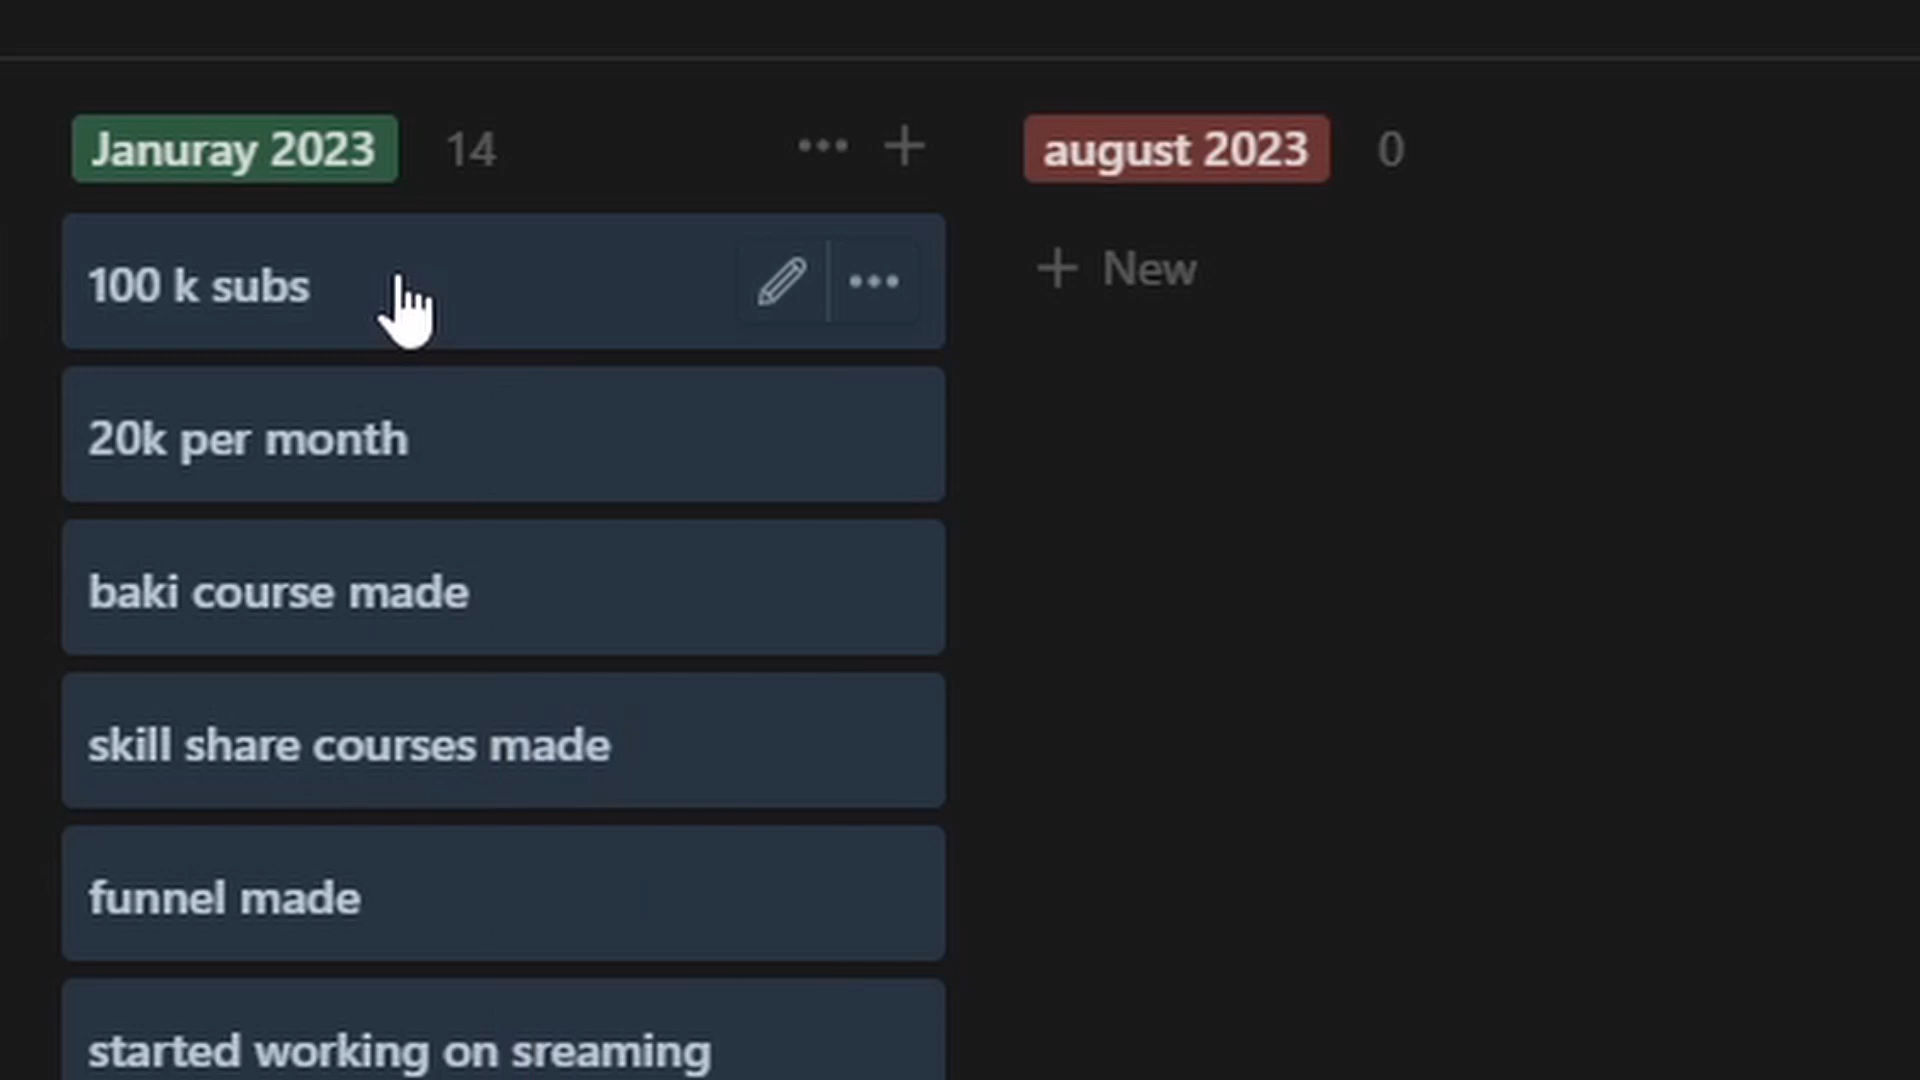 Januray 2023 14
100 k subs
20k per month
baki course made
skill share courses made
funnel made
started working on sreaming
august 2023 0
+ New